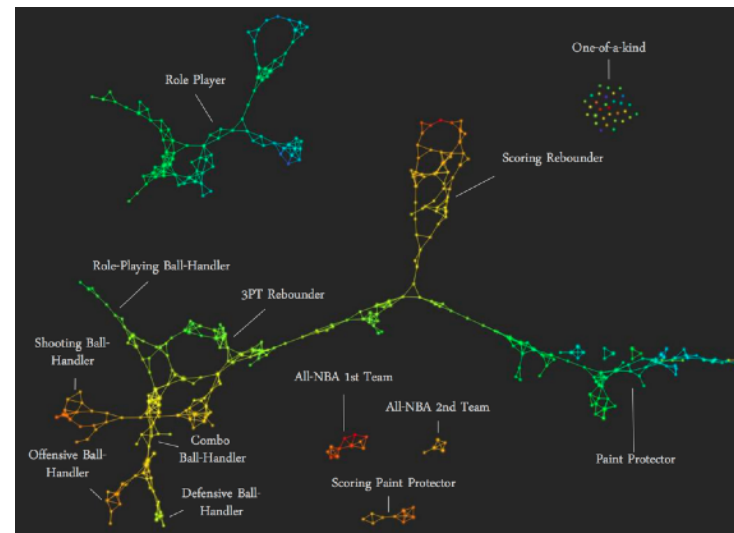 One-of-a-kind
Role Player
Scoring Rebounder
Role-Playing Ball-Handler
3PT Rebounder
Shooting Ball-
Handler
All-NBA 1st Team
All-NBA 2nd Team
Combo
Ball-Handler
Offensive Ball-
Handler
Paint Protector
Scoring Paint Protector
Defensive Ball-
Handler